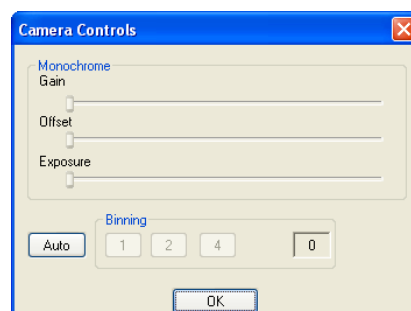 Camera Controls
Monochrome
Gain
Offset
Exposure
Binning
Auto 1 2 4 0
OK